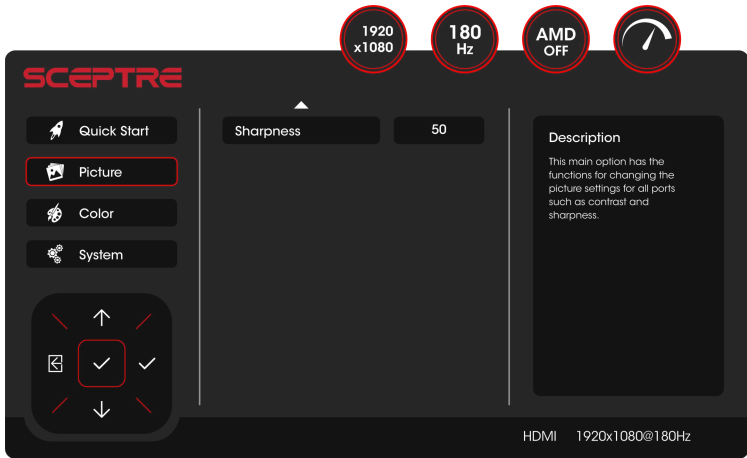 1920
x1080
180
Hz
AMD
OFF
SCEPTRE
Quick Start
Picture
Color
System
Sharpness 50
Description
This main option has the
functions for changing the
picture settings for all ports
such as contrast and
sharpness.
HDMI 1920x1080@180Hz